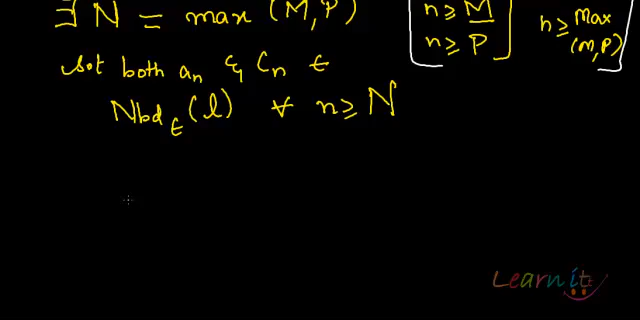 ∃ N = max (M, P)
n ≥ M
n ≥ P
n ≥ max (M, P)
s.t both aₙ & Cₙ ∈
Nbd_ε (l) ∀ n ≥ N
Learnit